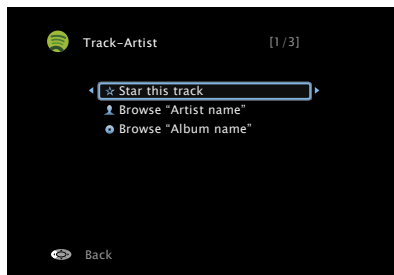 Track-Artist [1/3]
☆ Star this track
Browse “Artist name”
Browse “Album name”
Back